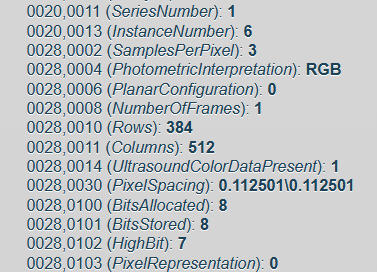 0020,0011 (SeriesNumber): 1
0020,0013 (InstanceNumber): 6
0028,0002 (SamplesPerPixel): 3
0028,0004 (PhotometricInterpretation): RGB
0028,0006 (PlanarConfiguration): 0
0028,0008 (NumberOfFrames): 1
0028,0010 (Rows): 384
0028,0011 (Columns): 512
0028,0014 (UltrasoundColorDataPresent): 1
0028,0030 (PixelSpacing): 0.112501\0.112501
0028,0100 (BitsAllocated): 8
0028,0101 (BitsStored): 8
0028,0102 (HighBit): 7
0028,0103 (PixelRepresentation): 0